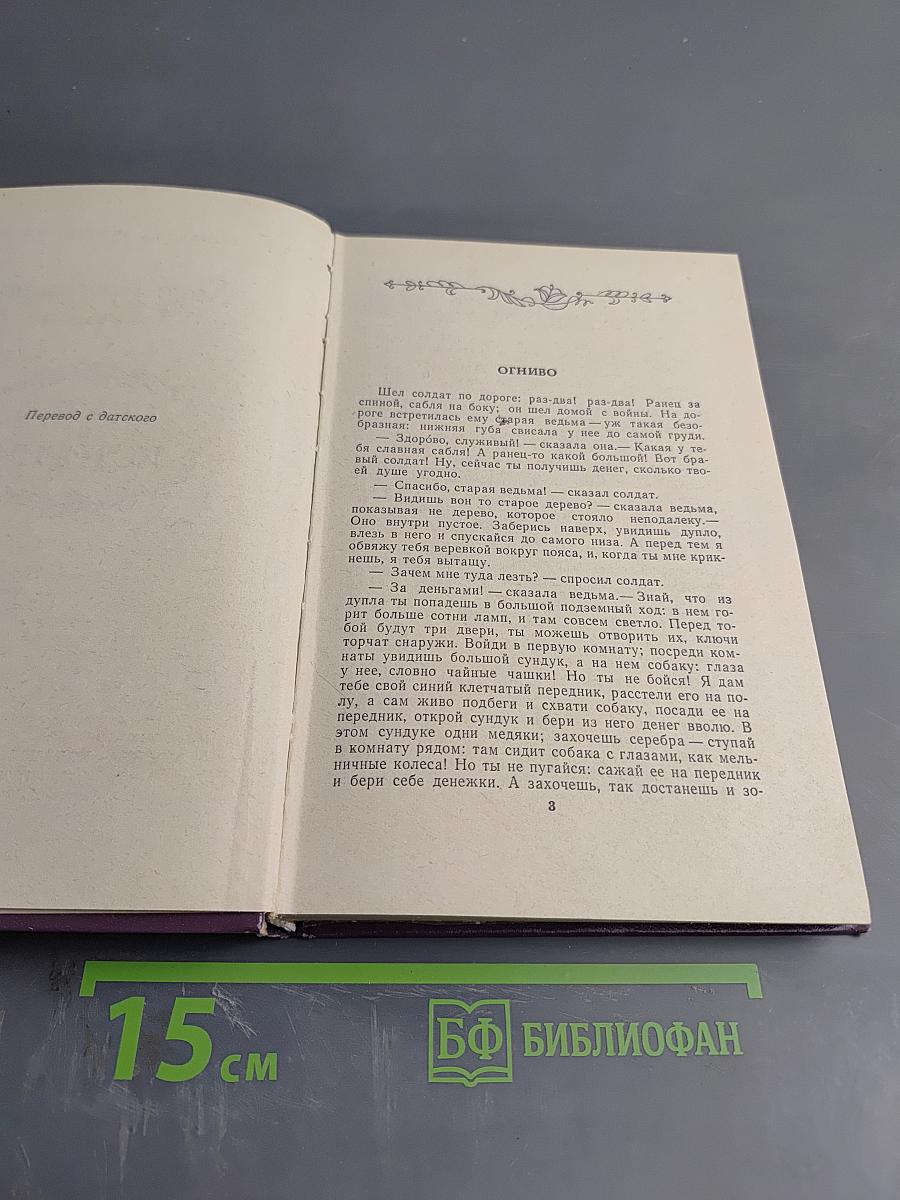 Перевод с датского
ОГНИВО
Шел солдат по дороге: раз-два! раз-два! Ранец за
спиной, сабля на боку; он шел домой с войны. На до-
роге встретилась ему старая ведьма — уж такая безо-
бразная: нижняя губа свисала у нее до самой груди.
— Здоро́во, служивый! — сказала она.— Какая у те-
бя славная сабля! А ранец-то какой большой! Вот бра-
вый солдат! Ну, сейчас ты получишь денег, сколько тво-
ей душе угодно.
— Спасибо, старая ведьма! — сказал солдат.
— Видишь вон то старое дерево? — сказала ведьма,
показывая не дерево, которое стояло неподалеку.—
Оно внутри пустое. Заберись наверх, увидишь дупло,
влезь в него и спускайся до самого низа. А перед тем я
обвяжу тебя веревкой вокруг пояса, и, когда ты мне крик-
нешь, я тебя вытащу.
— Зачем мне туда лезть? — спросил солдат.
— За деньгами! — сказала ведьма.— Знай, что из
дупла ты попадешь в большой подземный ход: в нем го-
рит больше сотни ламп, и там совсем светло. Перед то-
бой будут три двери, ты можешь отворить их, ключи
торчат снаружи. Войди в первую комнату; посреди ком-
наты увидишь большой сундук, а на нем собаку: глаза
у нее, словно чайные чашки! Но ты не бойся! Я дам
тебе свой синий клетчатый передник, расстели его на по-
лу, а сам живо подбеги и схвати собаку, посади ее на
передник, открой сундук и бери из него денег вволю. В
этом сундуке одни медяки; захочешь серебра — ступай
в комнату рядом: там сидит собака с глазами, как мель-
ничные колеса! Но ты не пугайся: сажай ее на передник
и бери себе денежки. А захочешь, так достанешь и зо-
3
15 см
БФ БИБЛИОФАН